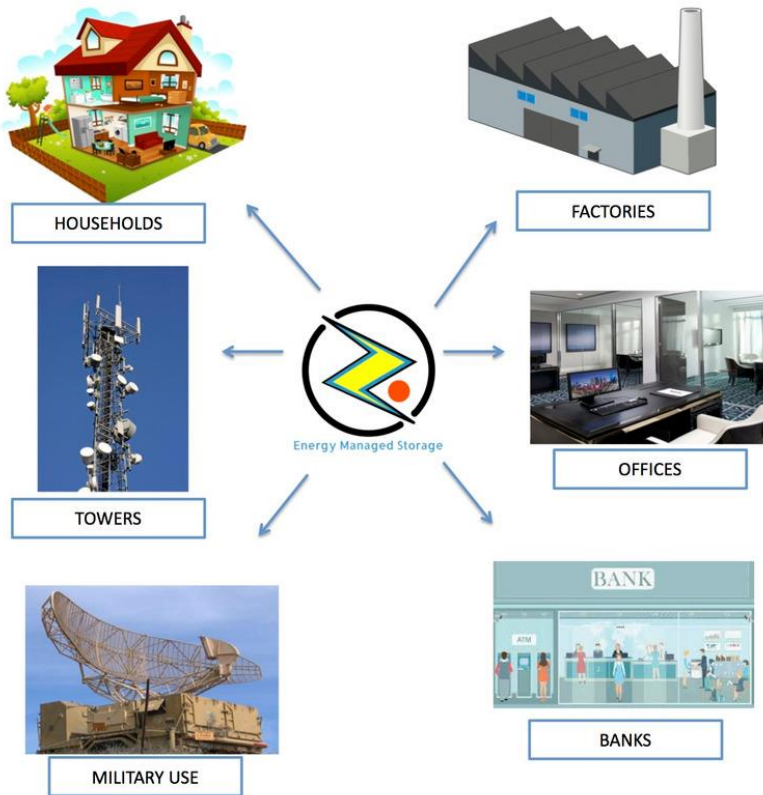 HOUSEHOLDS
FACTORIES
Energy Managed Storage
TOWERS
OFFICES
BANK
ATM
MILITARY USE
BANKS